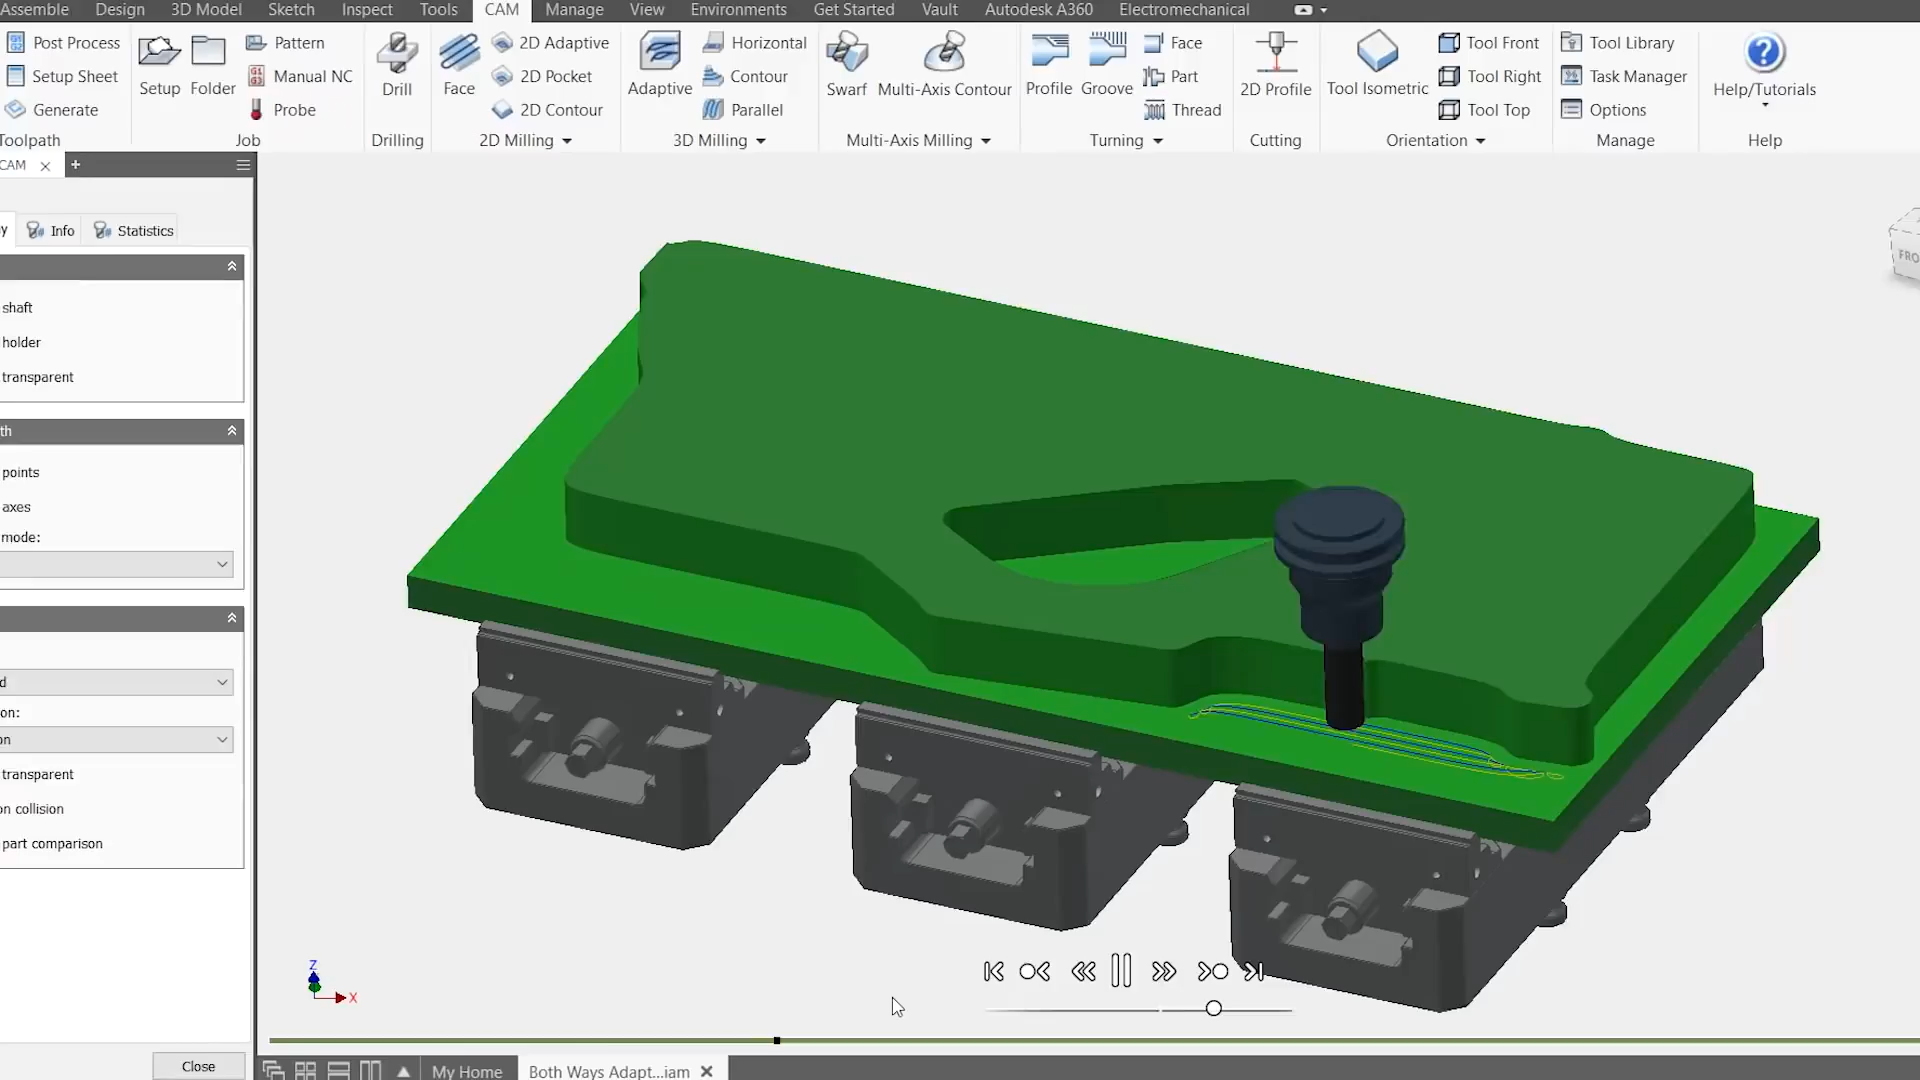 Assemble Design 3D Model Sketch Inspect Tools CAM Manage View Environments Get Started Vault Autodesk A360 Electromechanical
Post Process
Setup Sheet
Generate
Toolpath
Setup
Folder
Pattern
Manual NC
Probe
Job
Drill
Drilling
Face
2D Adaptive
2D Pocket
2D Contour
2D Milling
Adaptive
Horizontal
Contour
Parallel
3D Milling
Swarf
Multi-Axis Contour
Multi-Axis Milling
Profile
Groove
Face
Part
Thread
Turning
2D Profile
Cutting
Tool Isometric
Tool Front
Tool Right
Tool Top
Orientation
Tool Library
Task Manager
Options
Manage
Help/Tutorials
Help
CAM
y
Info
Statistics
shaft
holder
transparent
th
points
axes
mode:
d
on:
on
transparent
on collision
part comparison
Close
FRO
Z
X
My Home
Both Ways Adapt...iam